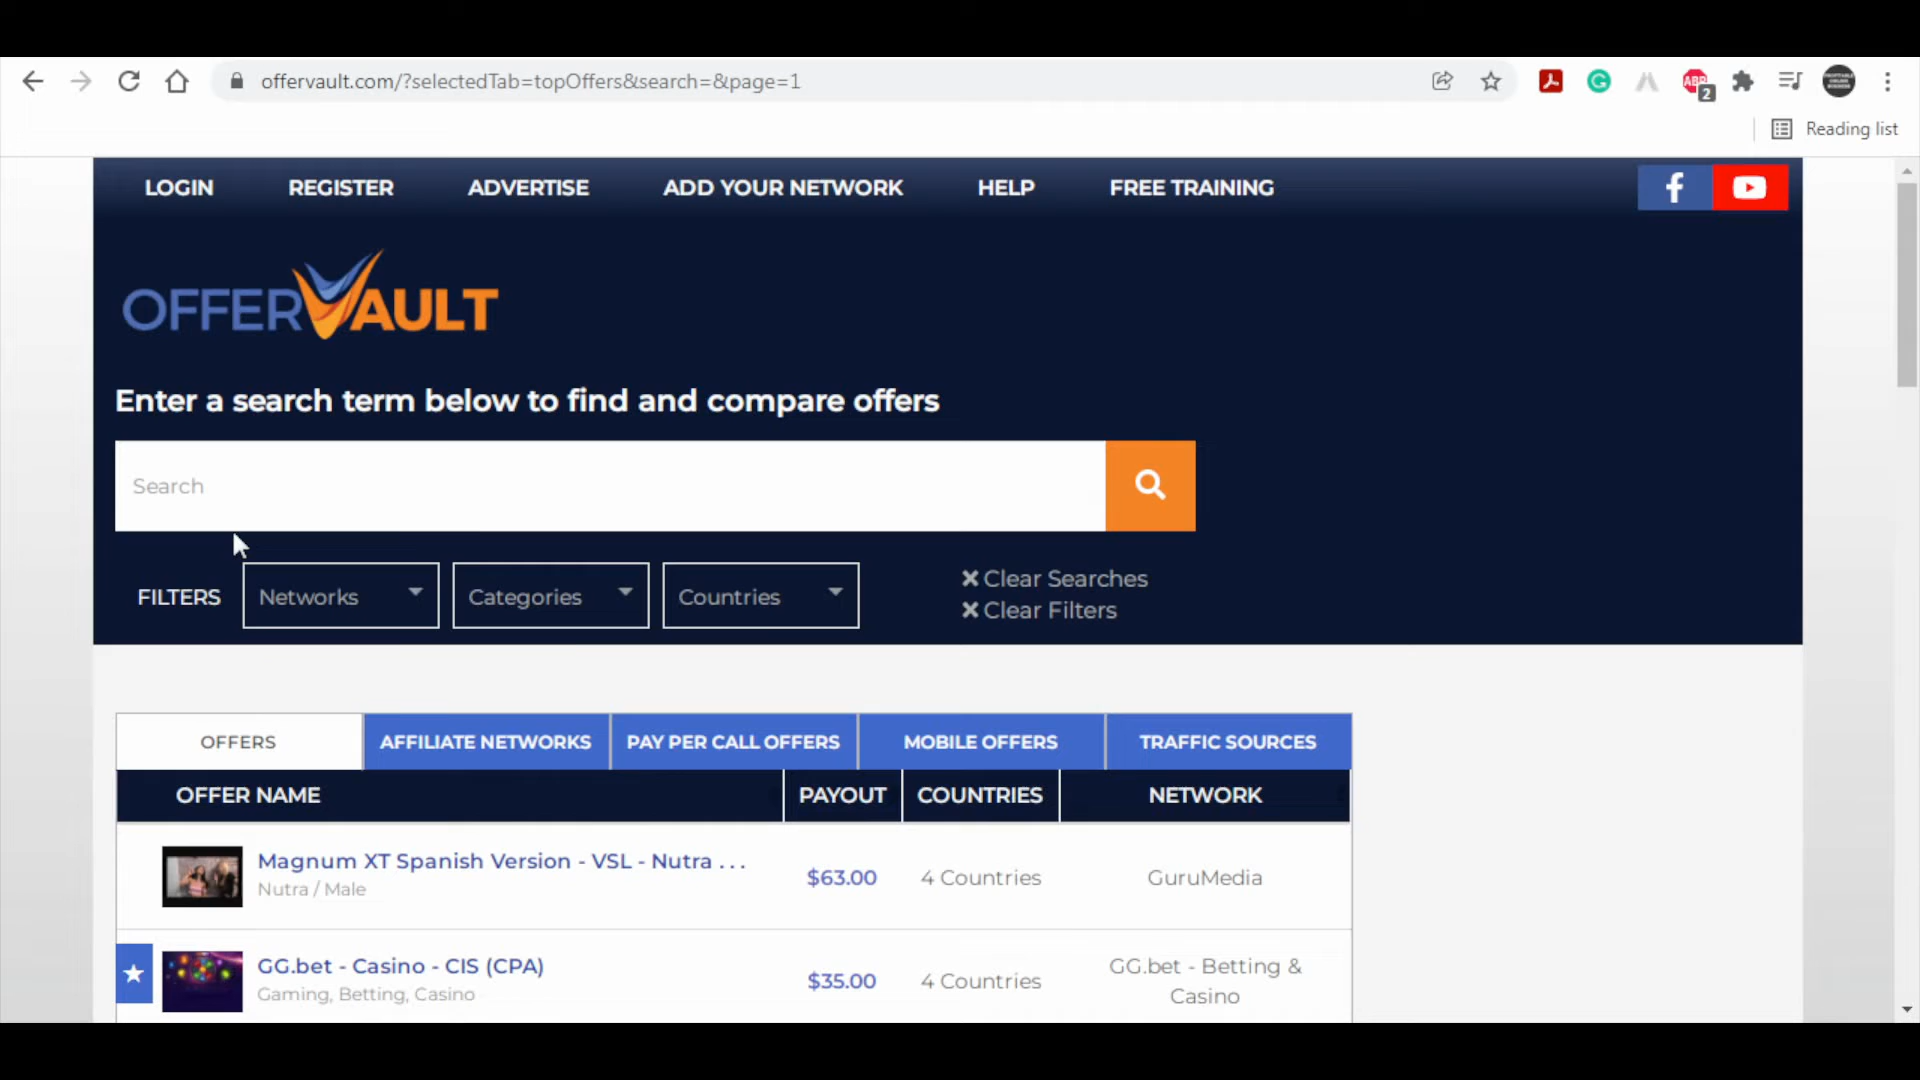 offervault.com/?selectedTab=topOffers&search=&page=1
ABP
2
Reading list
LOGIN
REGISTER
ADVERTISE
ADD YOUR NETWORK
HELP
FREE TRAINING
OFFERVAULT
Enter a search term below to find and compare offers
Search
FILTERS
Networks
Categories
Countries
Clear Searches
Clear Filters
OFFERS
AFFILIATE NETWORKS
PAY PER CALL OFFERS
MOBILE OFFERS
TRAFFIC SOURCES
OFFER NAME
PAYOUT
COUNTRIES
NETWORK
Magnum XT Spanish Version - VSL - Nutra . . .
Nutra / Male
$63.00
4 Countries
GuruMedia
GG.bet - Casino - CIS (CPA)
Gaming, Betting, Casino
$35.00
4 Countries
GG.bet - Betting &
Casino